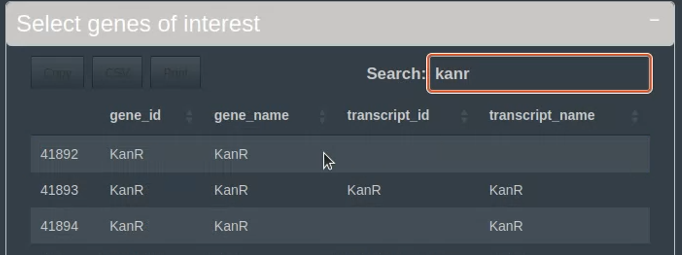 Select genes of interest −
Copy CSV Print Search: kanr
gene_id gene_name transcript_id transcript_name
41892 KanR KanR
41893 KanR KanR KanR KanR
41894 KanR KanR KanR